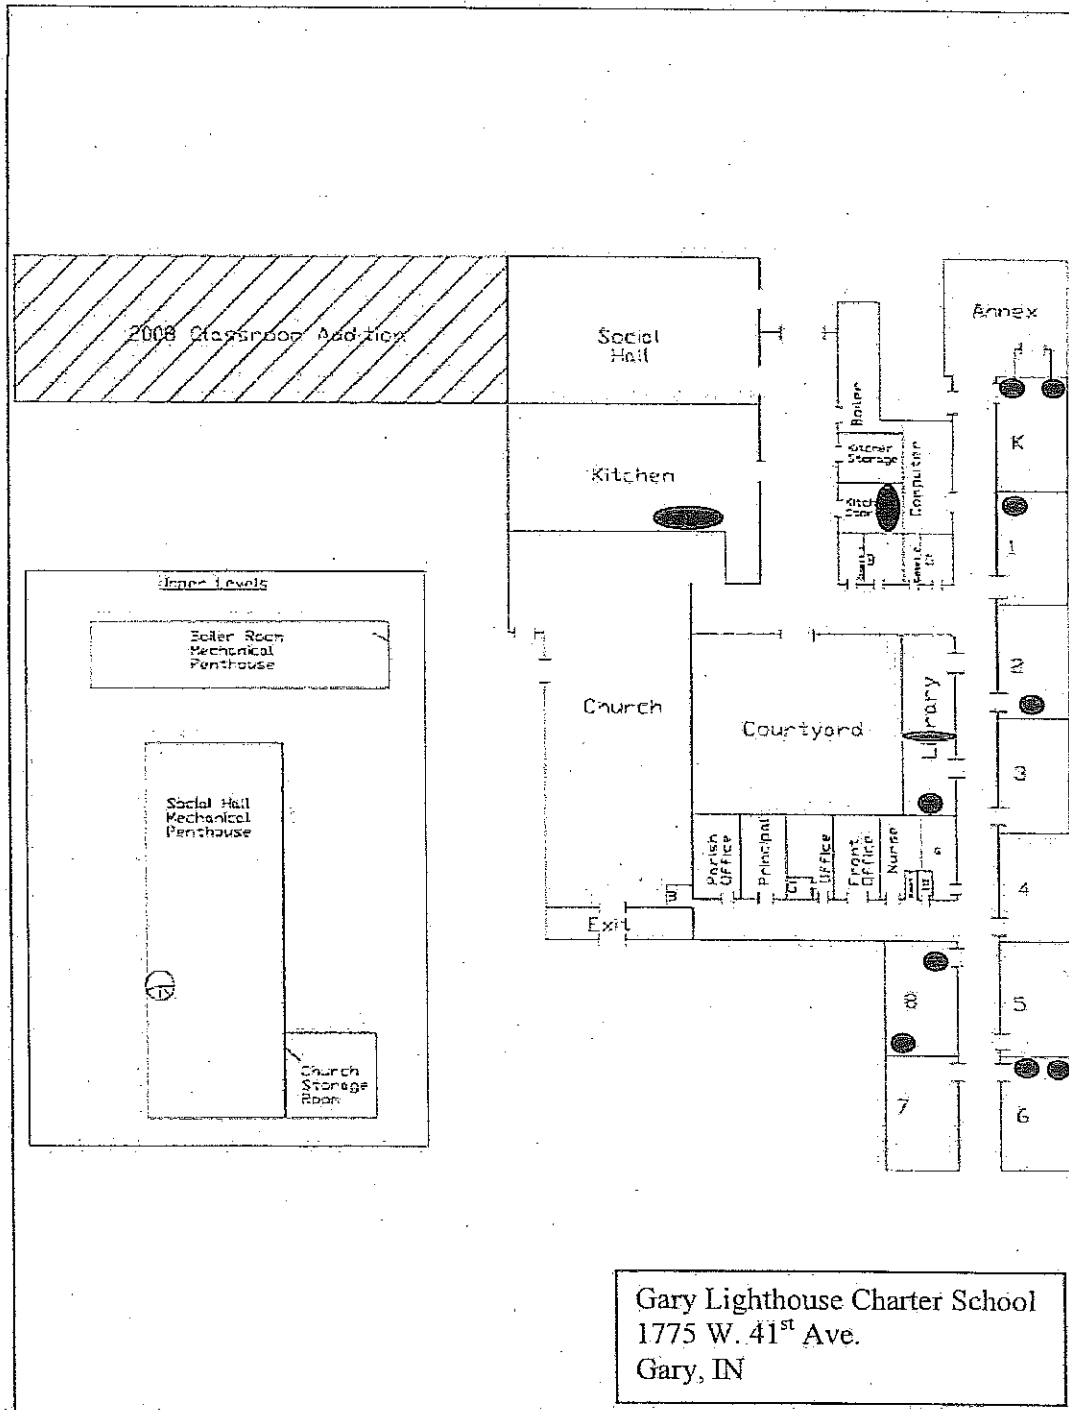 2008 Classroom Addition
Social
Hall
Annex
Boiler
Kitchen
Storage
Computer
K
Kitchen
1
Upper Levels
Boiler Room
Mechanical
Penthouse
2
Church
Courtyard
Library
3
Social Hall
Mechanical
Penthouse
Parish
Office
Principal
Office
Front
Office
Nurse
4
Exit
8
5
Church
Storage
Room
7
6
Gary Lighthouse Charter School
1775 W. 41st Ave.
Gary, IN